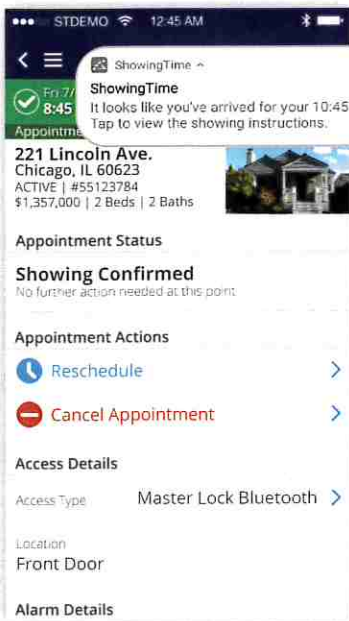 STDEMO 12:45 AM
ShowingTime
ShowingTime
It looks like you've arrived for your 10:45
Tap to view the showing instructions.
Fri 7/
8:45
Appointme
221 Lincoln Ave.
Chicago, IL 60623
ACTIVE | #55123784
$1,357,000 | 2 Beds | 2 Baths
Appointment Status
Showing Confirmed
No further action needed at this point
Appointment Actions
Reschedule
Cancel Appointment
Access Details
Access Type Master Lock Bluetooth
Location
Front Door
Alarm Details